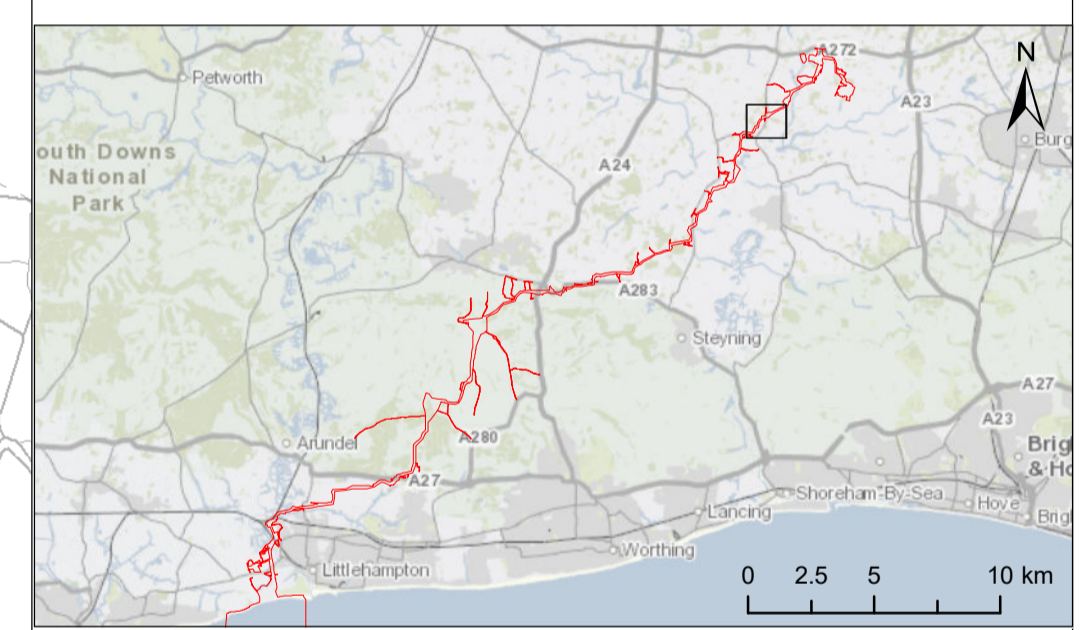 A272
N
Petworth
A23
Burg
outh Downs
National
Park
A24
A283
Steyning
A27
A23
Arundel
A280
Brig
& Ho
A27
Shoreham-By-Sea
Hove
Lancing
Brig
Worthing
Littlehampton
0 2.5 5 10 km